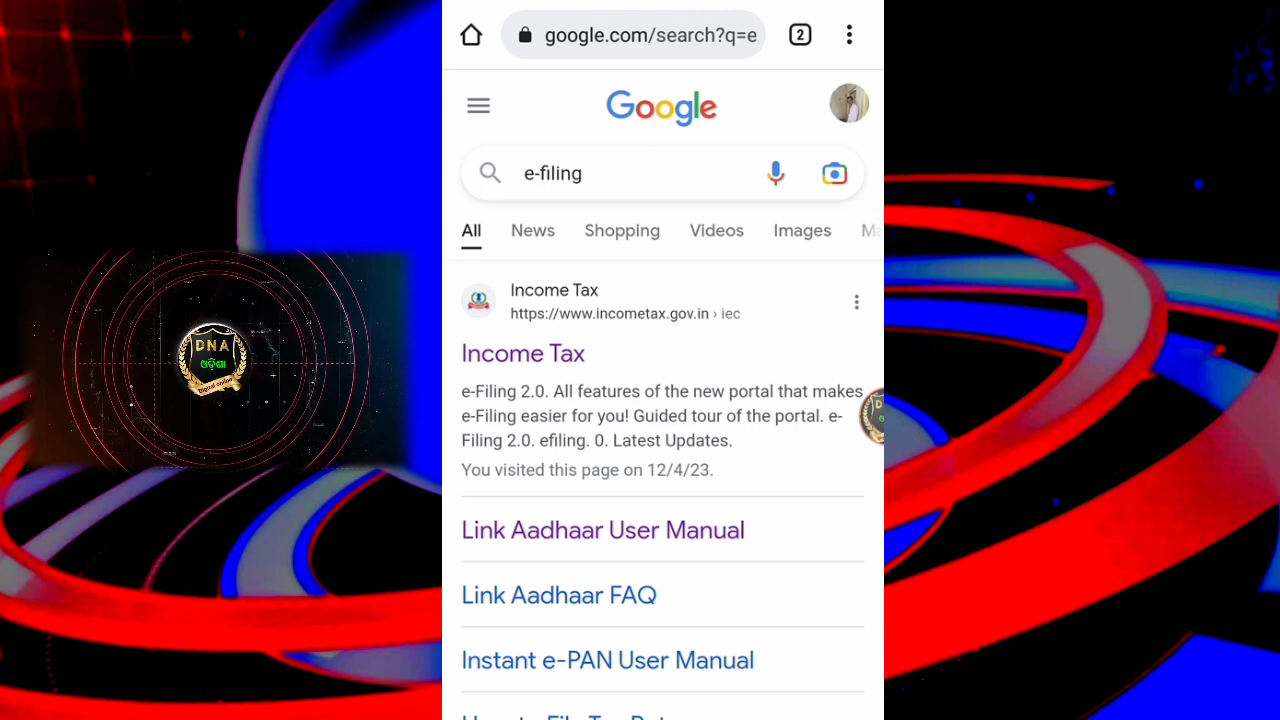 google.com/search?q=e
2
Google
e-filing
All
News
Shopping
Videos
Images
Income Tax
https://www.incometax.gov.in › iec
Income Tax
e-Filing 2.0. All features of the new portal that makes
e-Filing easier for you! Guided tour of the portal. e-
Filing 2.0. efiling. 0. Latest Updates.
You visited this page on 12/4/23.
Link Aadhaar User Manual
Link Aadhaar FAQ
Instant e-PAN User Manual
DNA
ଓଡ଼ିଶା
Digital online